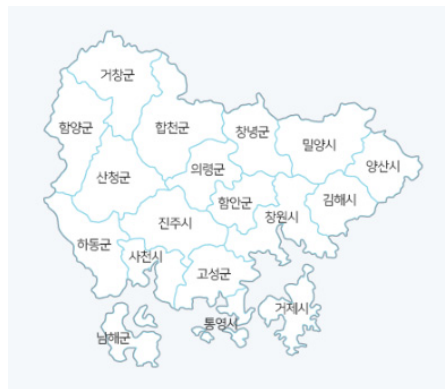 거창군
함양군
합천군
창녕군
밀양시
양산시
산청군
의령군
함안군
창원시
김해시
진주시
하동군
사천시
고성군
남해군
통영시
거제시